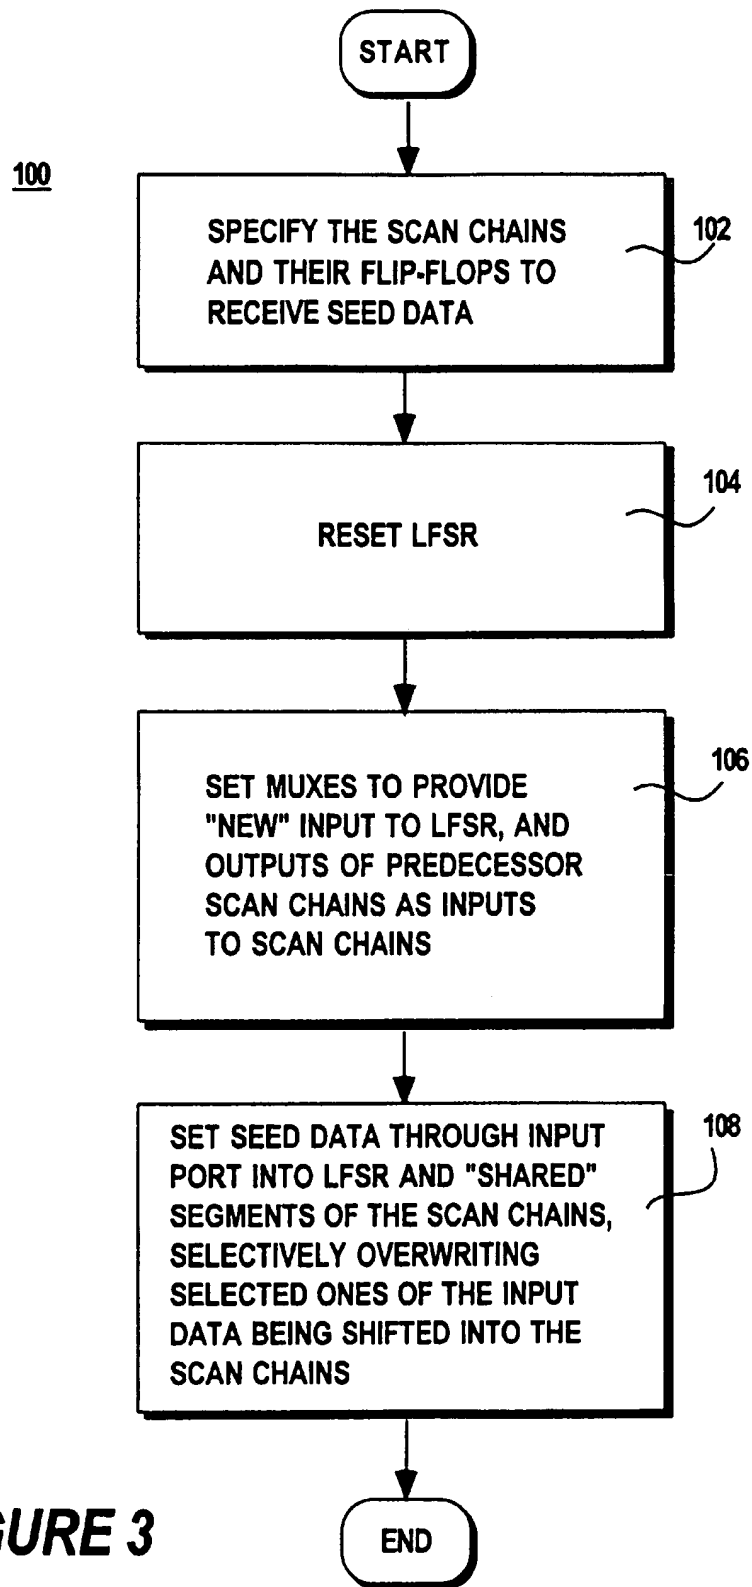 START
100
SPECIFY THE SCAN CHAINS
AND THEIR FLIP-FLOPS TO
RECEIVE SEED DATA
102
RESET LFSR
104
SET MUXES TO PROVIDE
"NEW" INPUT TO LFSR, AND
OUTPUTS OF PREDECESSOR
SCAN CHAINS AS INPUTS
TO SCAN CHAINS
106
SET SEED DATA THROUGH INPUT
PORT INTO LFSR AND "SHARED"
SEGMENTS OF THE SCAN CHAINS,
SELECTIVELY OVERWRITING
SELECTED ONES OF THE INPUT
DATA BEING SHIFTED INTO THE
SCAN CHAINS
108
END
GURE 3